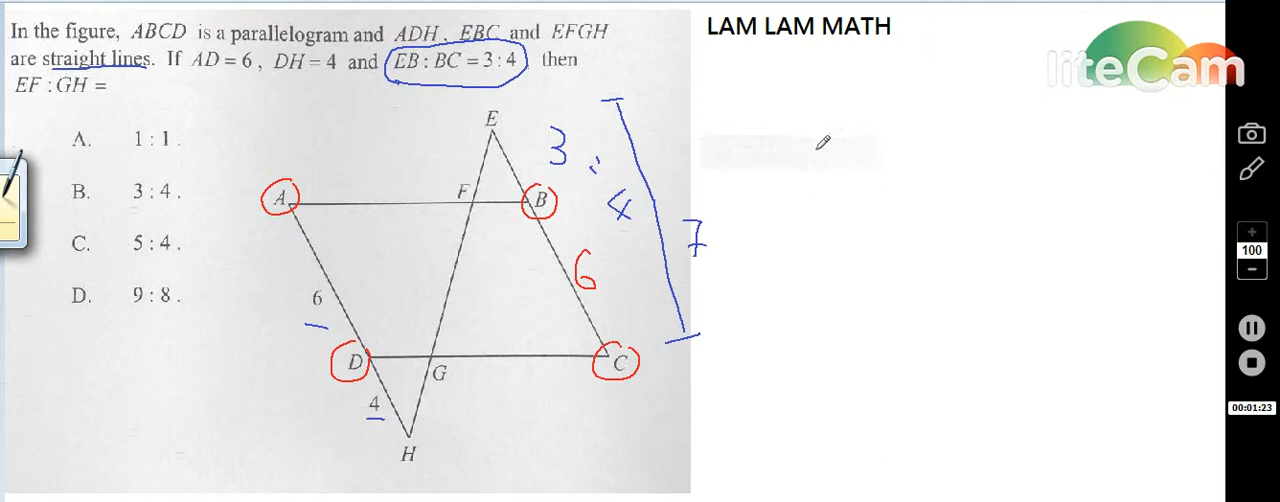 In the figure, ABCD is a parallelogram and ADH, EBC and EFGH
are straight lines. If AD = 6, DH = 4 and EB : BC = 3 : 4 then
EF : GH =
A. 1 : 1 .
B. 3 : 4 .
C. 5 : 4 .
D. 9 : 8 .
E
3 :
A
F
B
4
7
6
6
D
G
C
4
H
LAM LAM MATH
liteCam
100
00:01:23